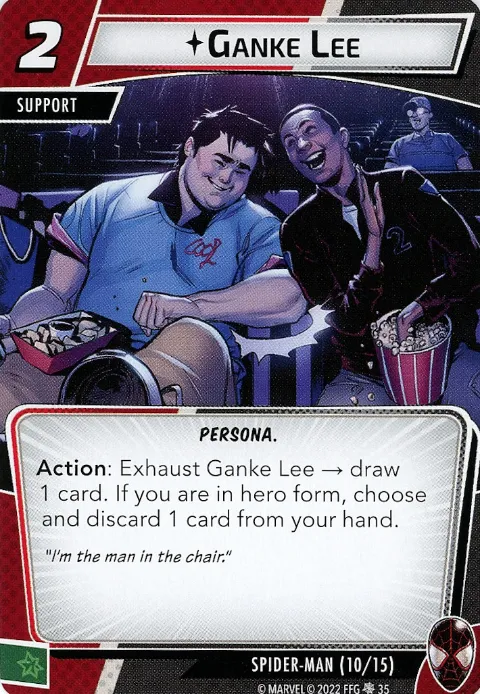 2
Ganke Lee
SUPPORT
COOL
2
PERSONA.
Action: Exhaust Ganke Lee → draw
1 card. If you are in hero form, choose
and discard 1 card from your hand.
"I'm the man in the chair."
SPIDER-MAN (10/15)
© MARVEL © 2022 FFG 35